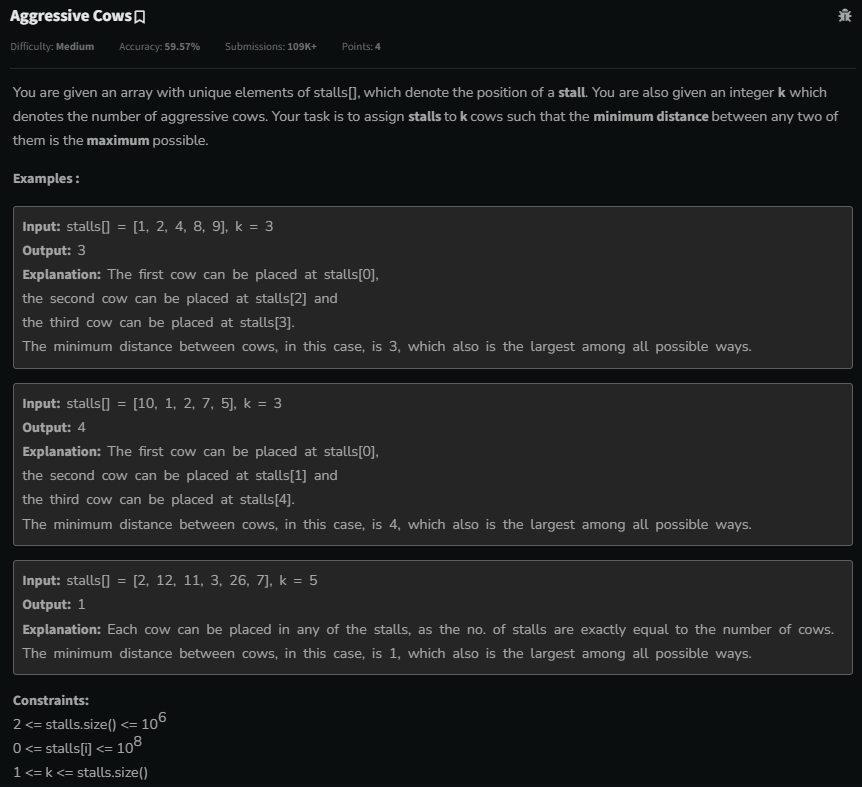 Aggressive Cows
Difficulty: Medium Accuracy: 59.57% Submissions: 109K+ Points: 4
You are given an array with unique elements of stalls[], which denote the position of a stall. You are also given an integer k which
denotes the number of aggressive cows. Your task is to assign stalls to k cows such that the minimum distance between any two of
them is the maximum possible.
Examples :
Input: stalls[] = [1, 2, 4, 8, 9], k = 3
Output: 3
Explanation: The first cow can be placed at stalls[0],
the second cow can be placed at stalls[2] and
the third cow can be placed at stalls[3].
The minimum distance between cows, in this case, is 3, which also is the largest among all possible ways.
Input: stalls[] = [10, 1, 2, 7, 5], k = 3
Output: 4
Explanation: The first cow can be placed at stalls[0],
the second cow can be placed at stalls[1] and
the third cow can be placed at stalls[4].
The minimum distance between cows, in this case, is 4, which also is the largest among all possible ways.
Input: stalls[] = [2, 12, 11, 3, 26, 7], k = 5
Output: 1
Explanation: Each cow can be placed in any of the stalls, as the no. of stalls are exactly equal to the number of cows.
The minimum distance between cows, in this case, is 1, which also is the largest among all possible ways.
Constraints:
2 <= stalls.size() <= 10^6
0 <= stalls[i] <= 10^8
1 <= k <= stalls.size()